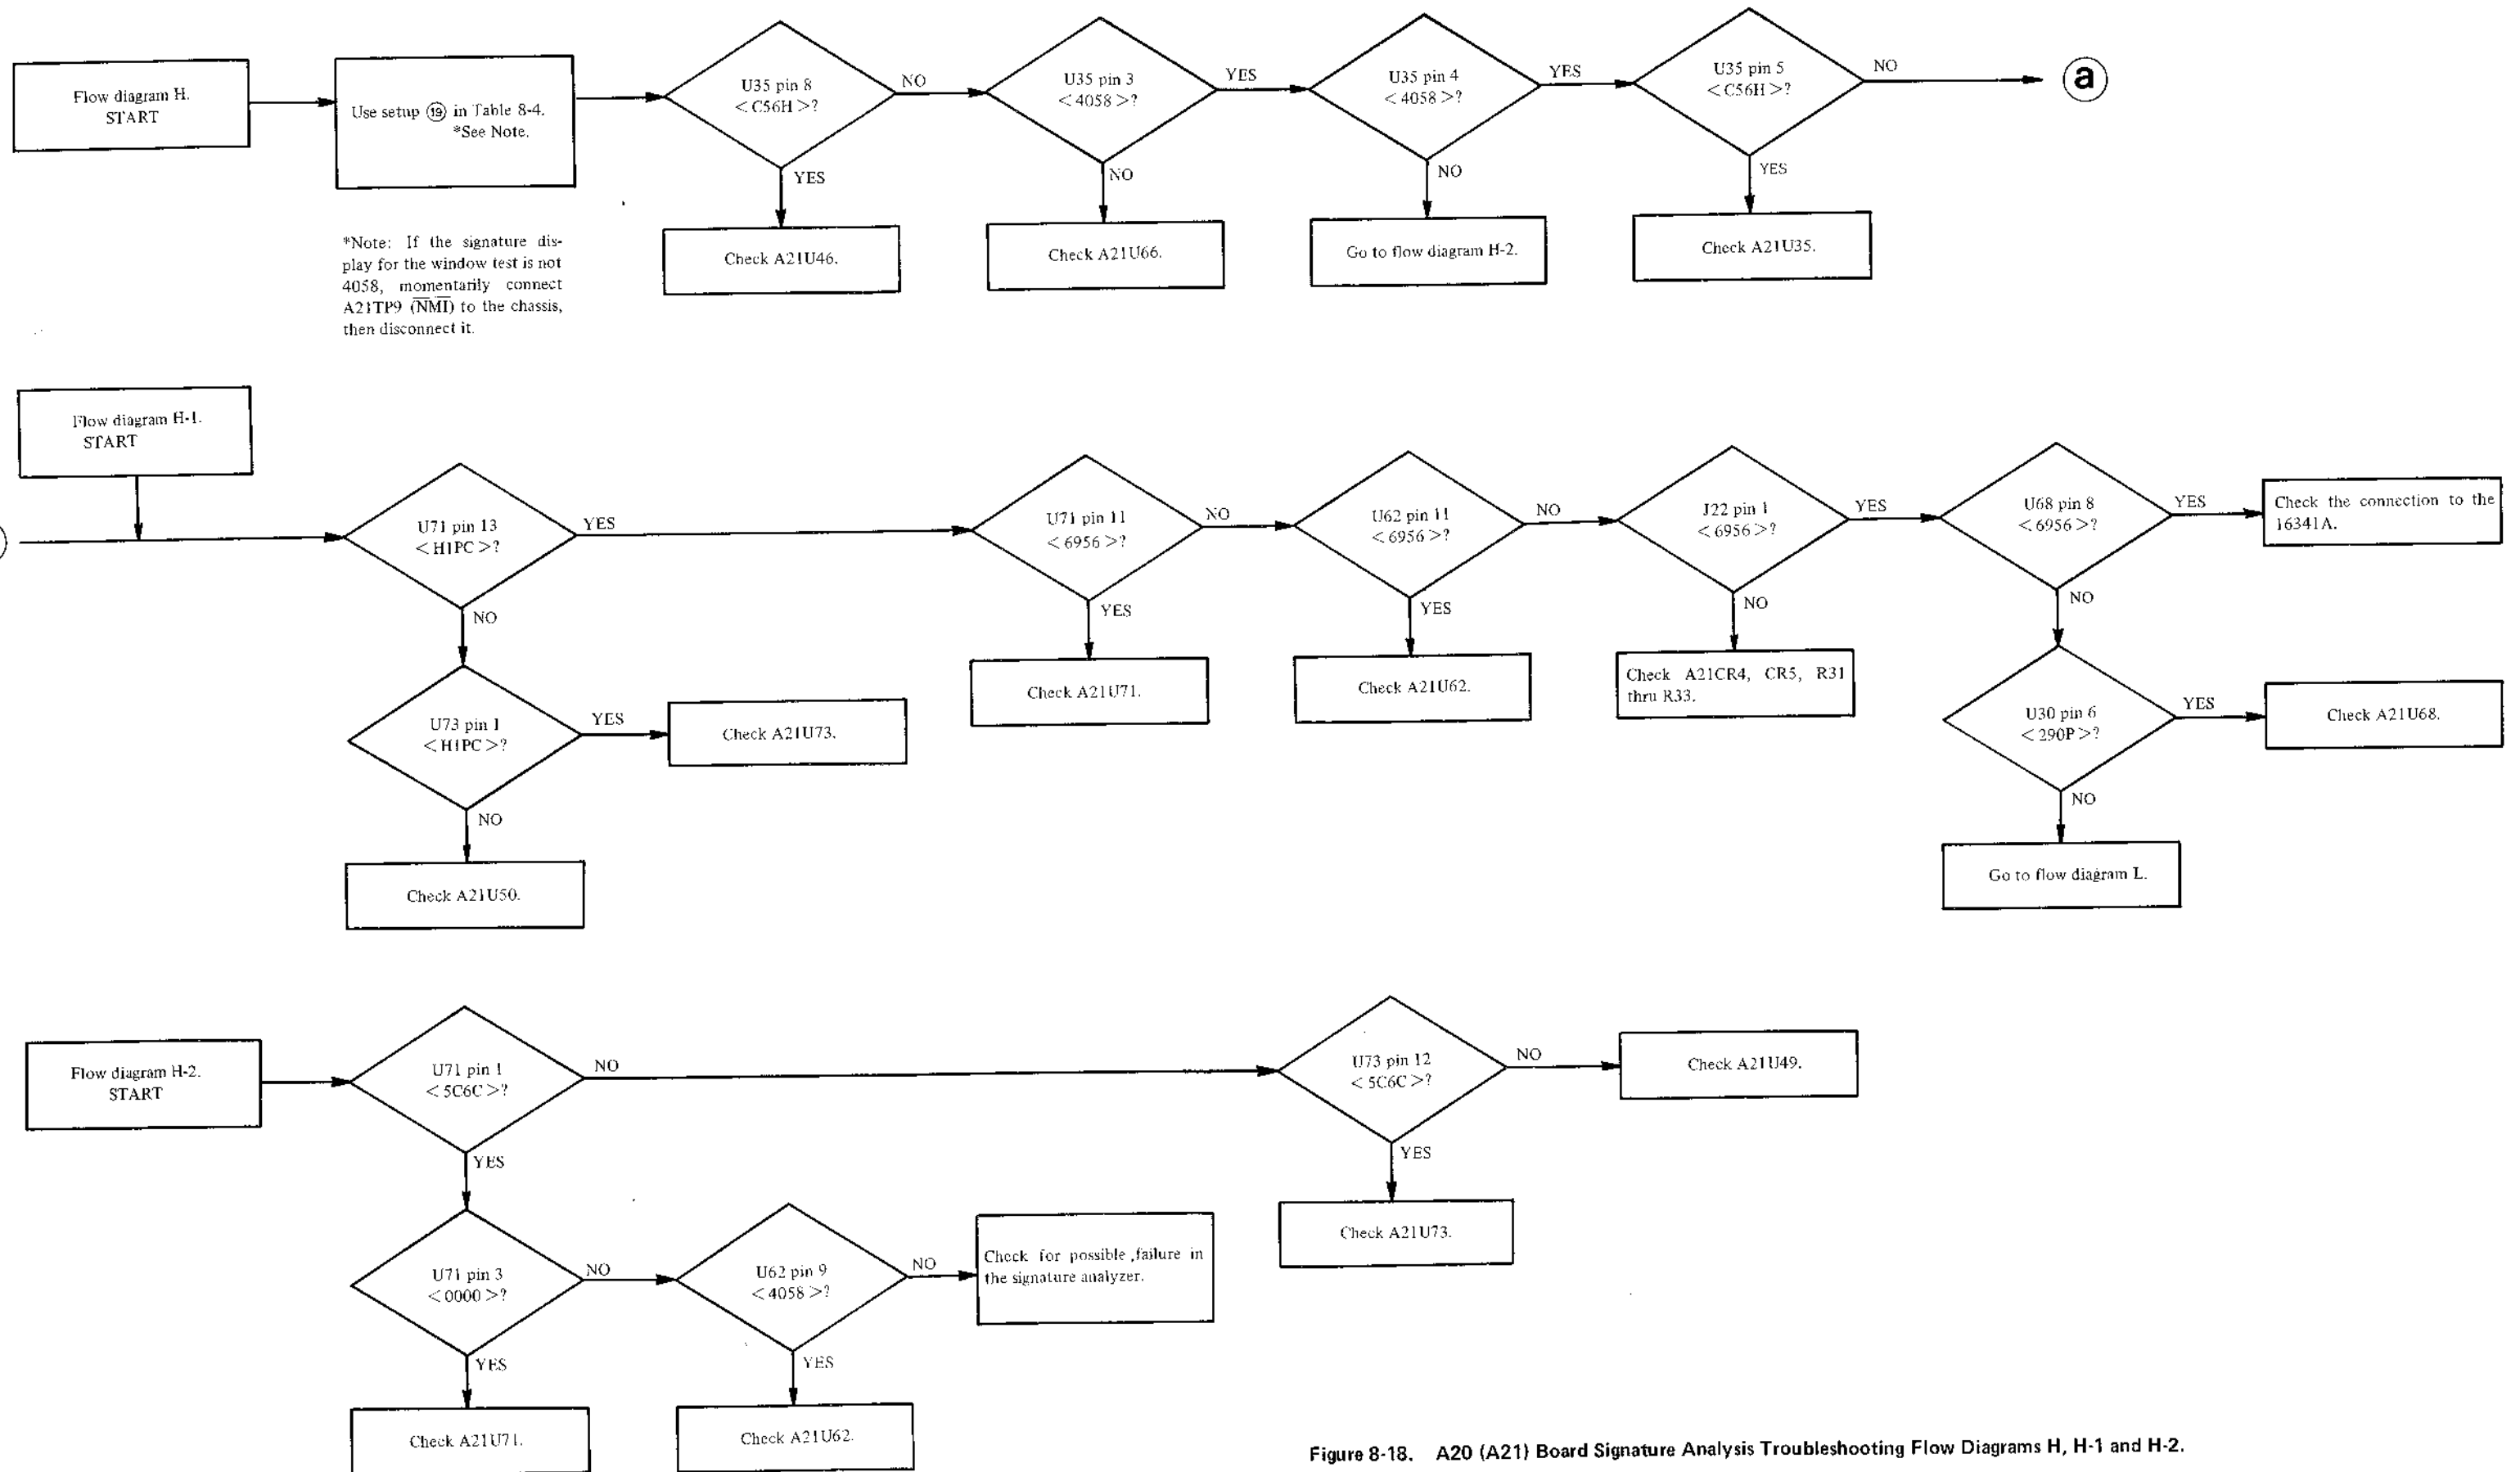 Flow diagram H.
START
Use setup ⑲ in Table 8-4.
*See Note.
*Note: If the signature dis-
play for the window test is not
4058, momentarily connect
A21TP9 (N̅M̅I̅) to the chassis,
then disconnect it.
U35 pin 8
<C56H>?
NO
YES
Check A21U46.
U35 pin 3
<4058>?
YES
NO
Check A21U66.
U35 pin 4
<4058>?
YES
NO
Go to flow diagram H-2.
U35 pin 5
<C56H>?
NO
YES
Check A21U35.
a
Flow diagram H-1.
START
U71 pin 13
<H1PC>?
YES
NO
U73 pin 1
<H1PC>?
YES
Check A21U73.
NO
Check A21U50.
U71 pin 11
<6956>?
NO
YES
Check A21U71.
U62 pin 11
<6956>?
NO
YES
Check A21U62.
J22 pin 1
<6956>?
YES
NO
Check A21CR4, CR5, R31
thru R33.
U68 pin 8
<6956>?
YES
Check the connection to the
16341A.
NO
U30 pin 6
<290P>?
YES
Check A21U68.
NO
Go to flow diagram L.
Flow diagram H-2.
START
U71 pin 1
<5C6C>?
NO
YES
U73 pin 12
<5C6C>?
NO
Check A21U49.
YES
Check A21U73.
U71 pin 3
<0000>?
NO
YES
Check A21U71.
U62 pin 9
<4058>?
NO
Check for possible ,failure in
the signature analyzer.
YES
Check A21U62.
Figure 8-18. A20 (A21) Board Signature Analysis Troubleshooting Flow Diagrams H, H-1 and H-2.